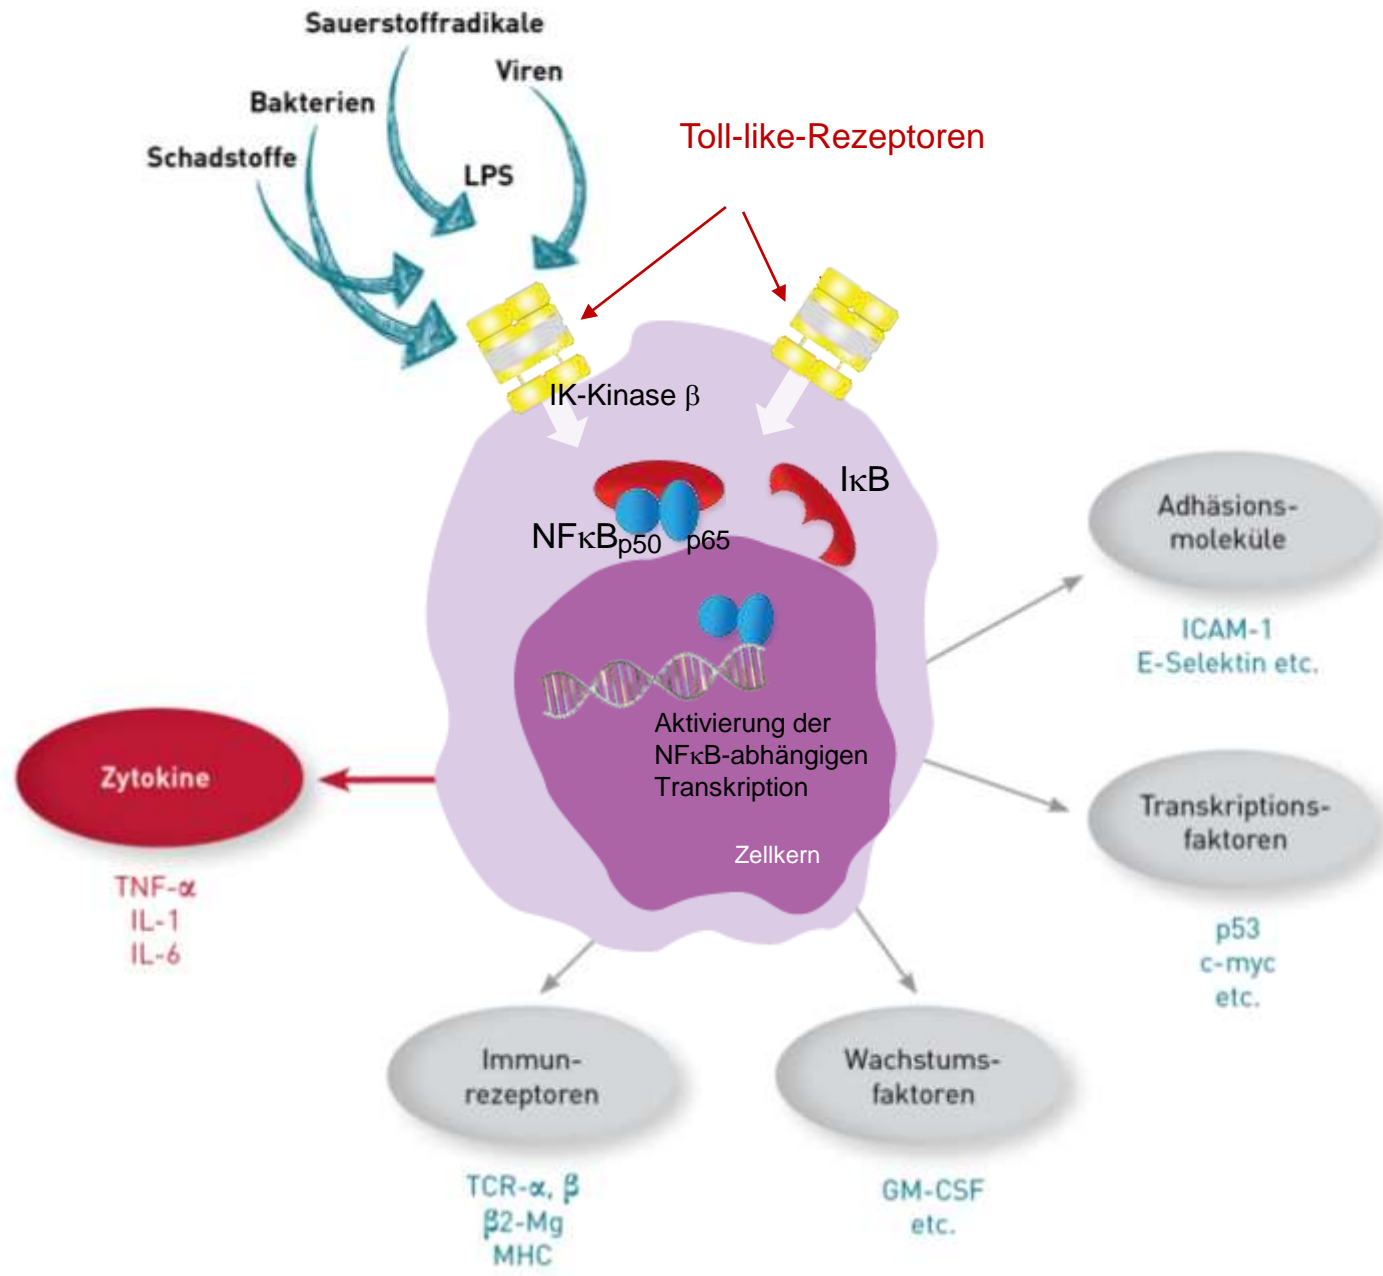 Sauerstoffradikale
Viren
Bakterien
Schadstoffe
LPS
Toll-like-Rezeptoren
IK-Kinase β
IκB
NFκB p50 p65
Aktivierung der
NFκB-abhängigen
Transkription
Zellkern
Adhäsions-
moleküle
ICAM-1
E-Selektin etc.
Zytokine
TNF-α
IL-1
IL-6
Transkriptions-
faktoren
p53
c-myc
etc.
Immun-
rezeptoren
TCR-α, β
β2-Mg
MHC
Wachstums-
faktoren
GM-CSF
etc.